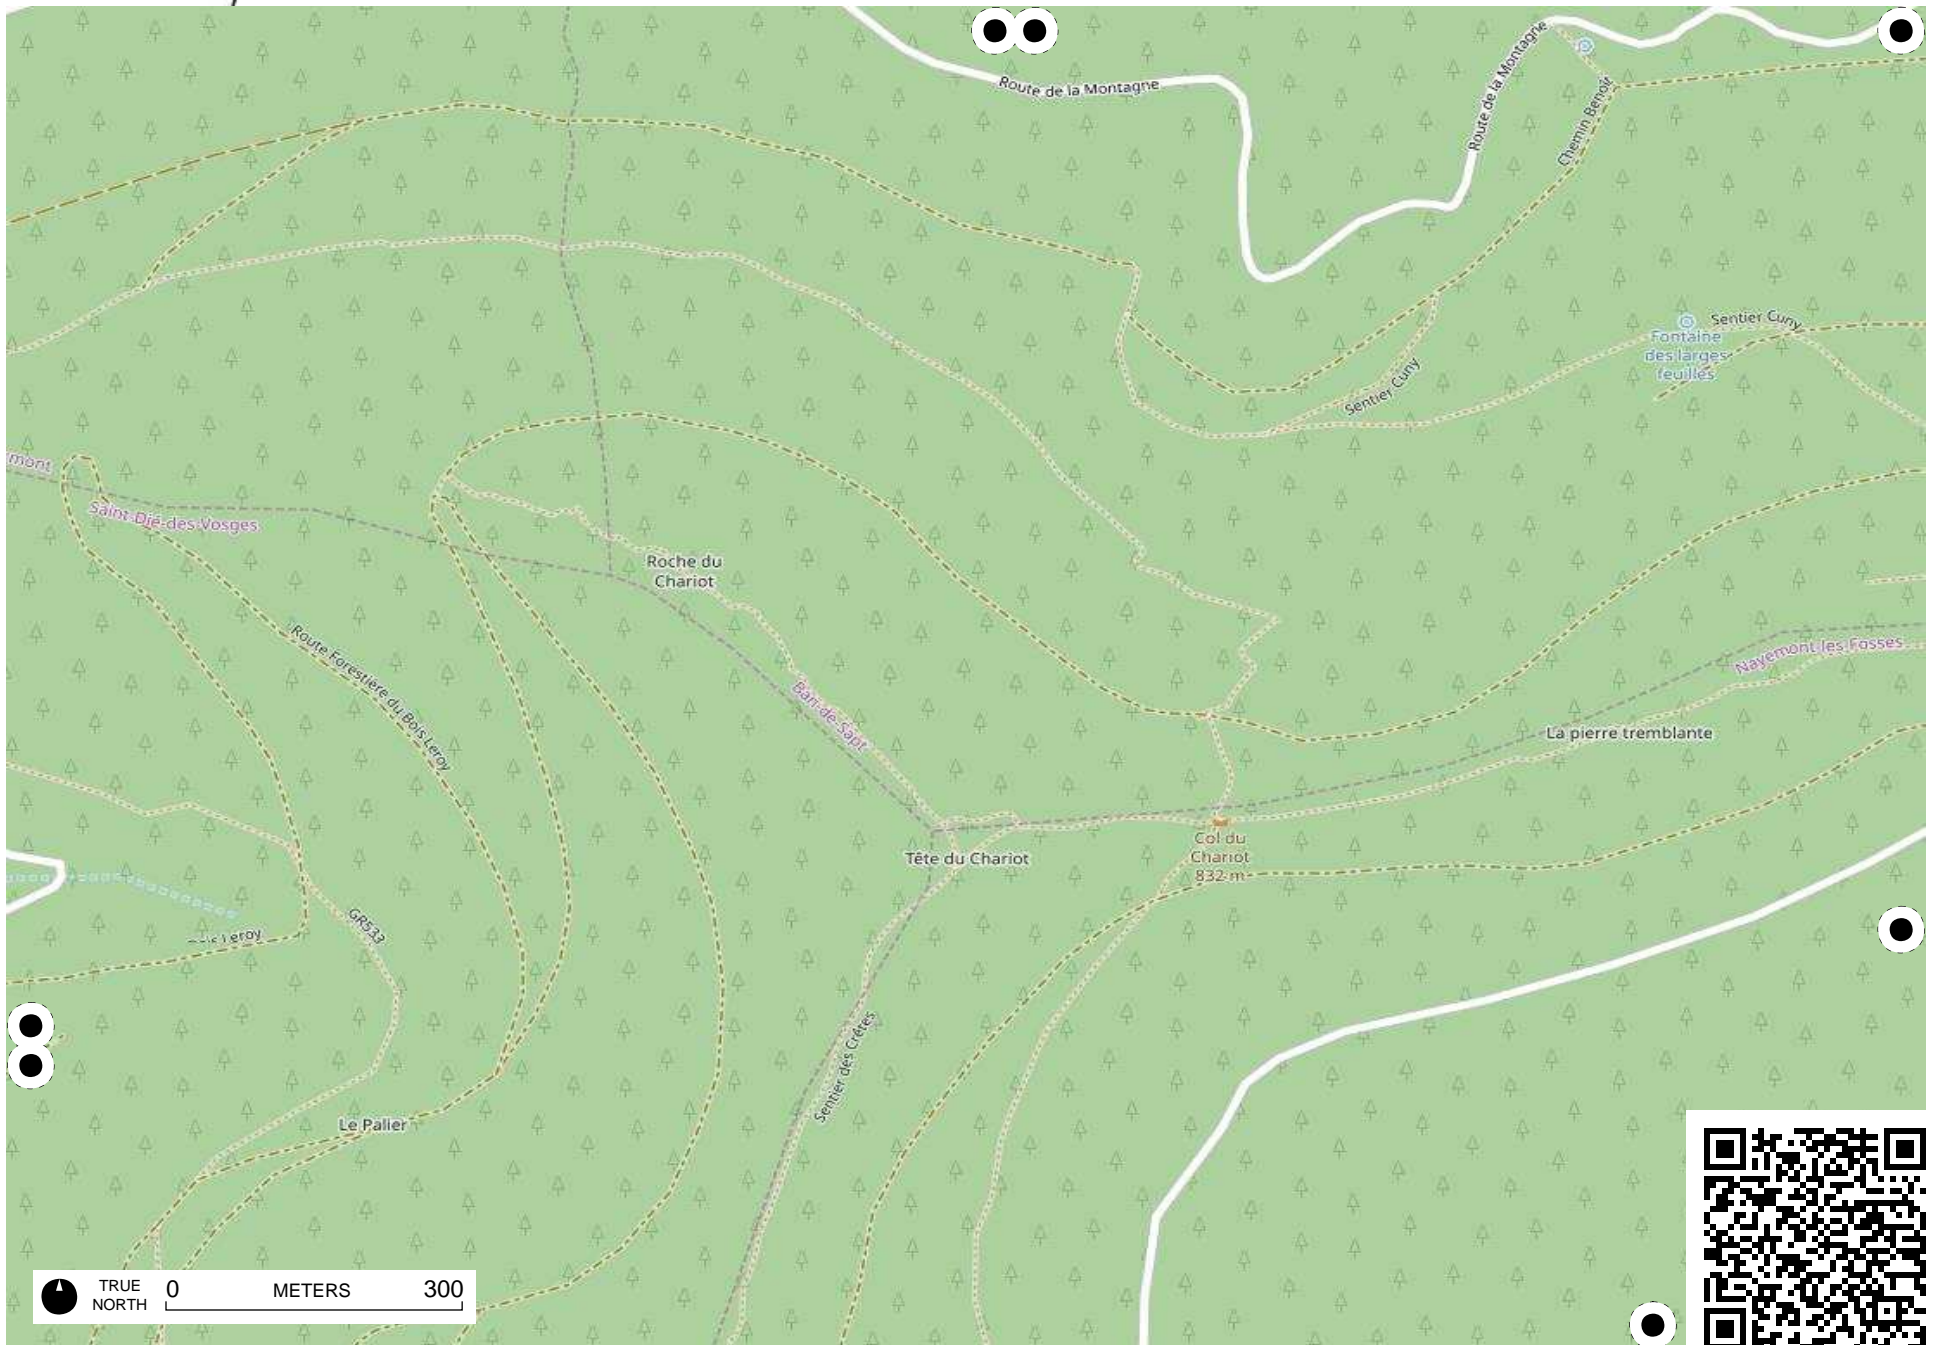 Route de la Montagne
Route de la Montagne
Chemin Benoît
Sentier Cuny
Fontaine
des larges
feuilles
Sentier Cuny
mont
Saint-Dié-des-Vosges
Roche du
Chariot
Route Forestière du Bois Leroy
Nayemont les Fosses
Ban-de-Sapt
La pierre tremblante
Col du
Chariot
832 m
Tête du Chariot
GR533
Leroy
Sentier des Crêtes
Le Palier
TRUE
NORTH
0 METERS 300